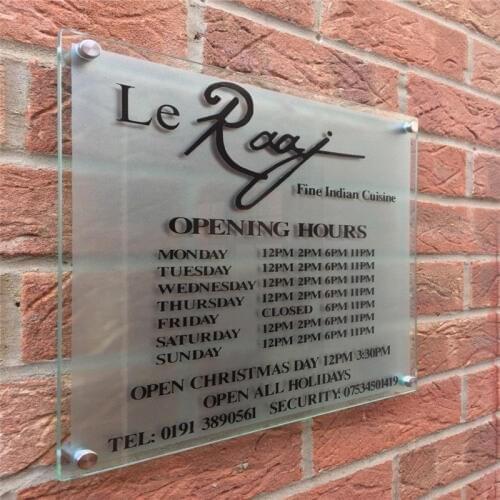 Le Raaj
Fine Indian Cuisine
OPENING HOURS
MONDAY 12PM 2PM 6PM 11PM
TUESDAY 12PM 2PM 6PM 11PM
WEDNESDAY 12PM 2PM 6PM 11PM
THURSDAY 12PM 2PM 6PM 11PM
FRIDAY CLOSED 6PM 11PM
SATURDAY 12PM 2PM 6PM 11PM
SUNDAY 12PM 2PM 6PM 11PM
OPEN CHRISTMAS DAY 12PM 3:30PM
OPEN ALL HOLIDAYS
TEL: 0191 3890561 SECURITY: 07534501419